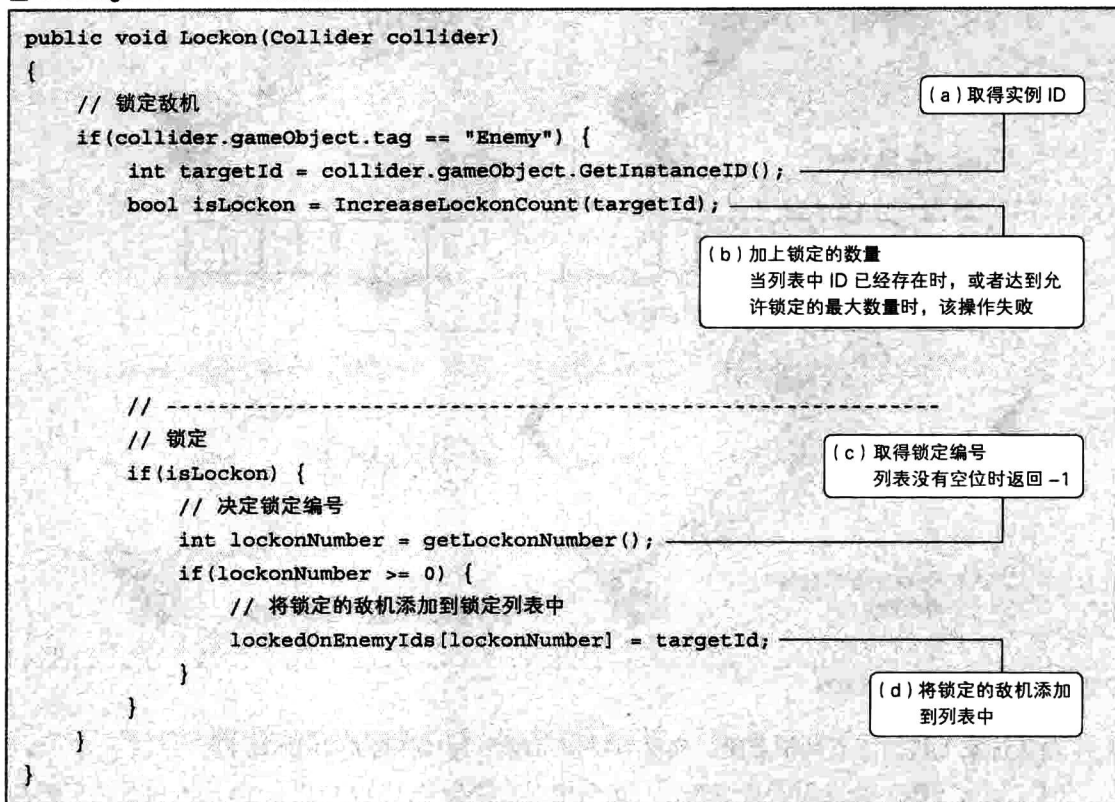 public void Lockon(Collider collider)
{
// 锁定敌机
(a)取得实例 ID
if(collider.gameObject.tag == "Enemy") {
int targetId = collider.gameObject.GetInstanceID();
bool isLockon = IncreaseLockonCount(targetId);
(b)加上锁定的数量
当列表中 ID 已经存在时，或者达到允
许锁定的最大数量时，该操作失败
// -----------------------------------------------------------
// 锁定
if(isLockon) {
(c)取得锁定编号
列表没有空位时返回 –1
// 决定锁定编号
int lockonNumber = getLockonNumber();
if(lockonNumber >= 0) {
// 将锁定的敌机添加到锁定列表中
lockedOnEnemyIds[lockonNumber] = targetId;
}
(d)将锁定的敌机添加
到列表中
}
}
}